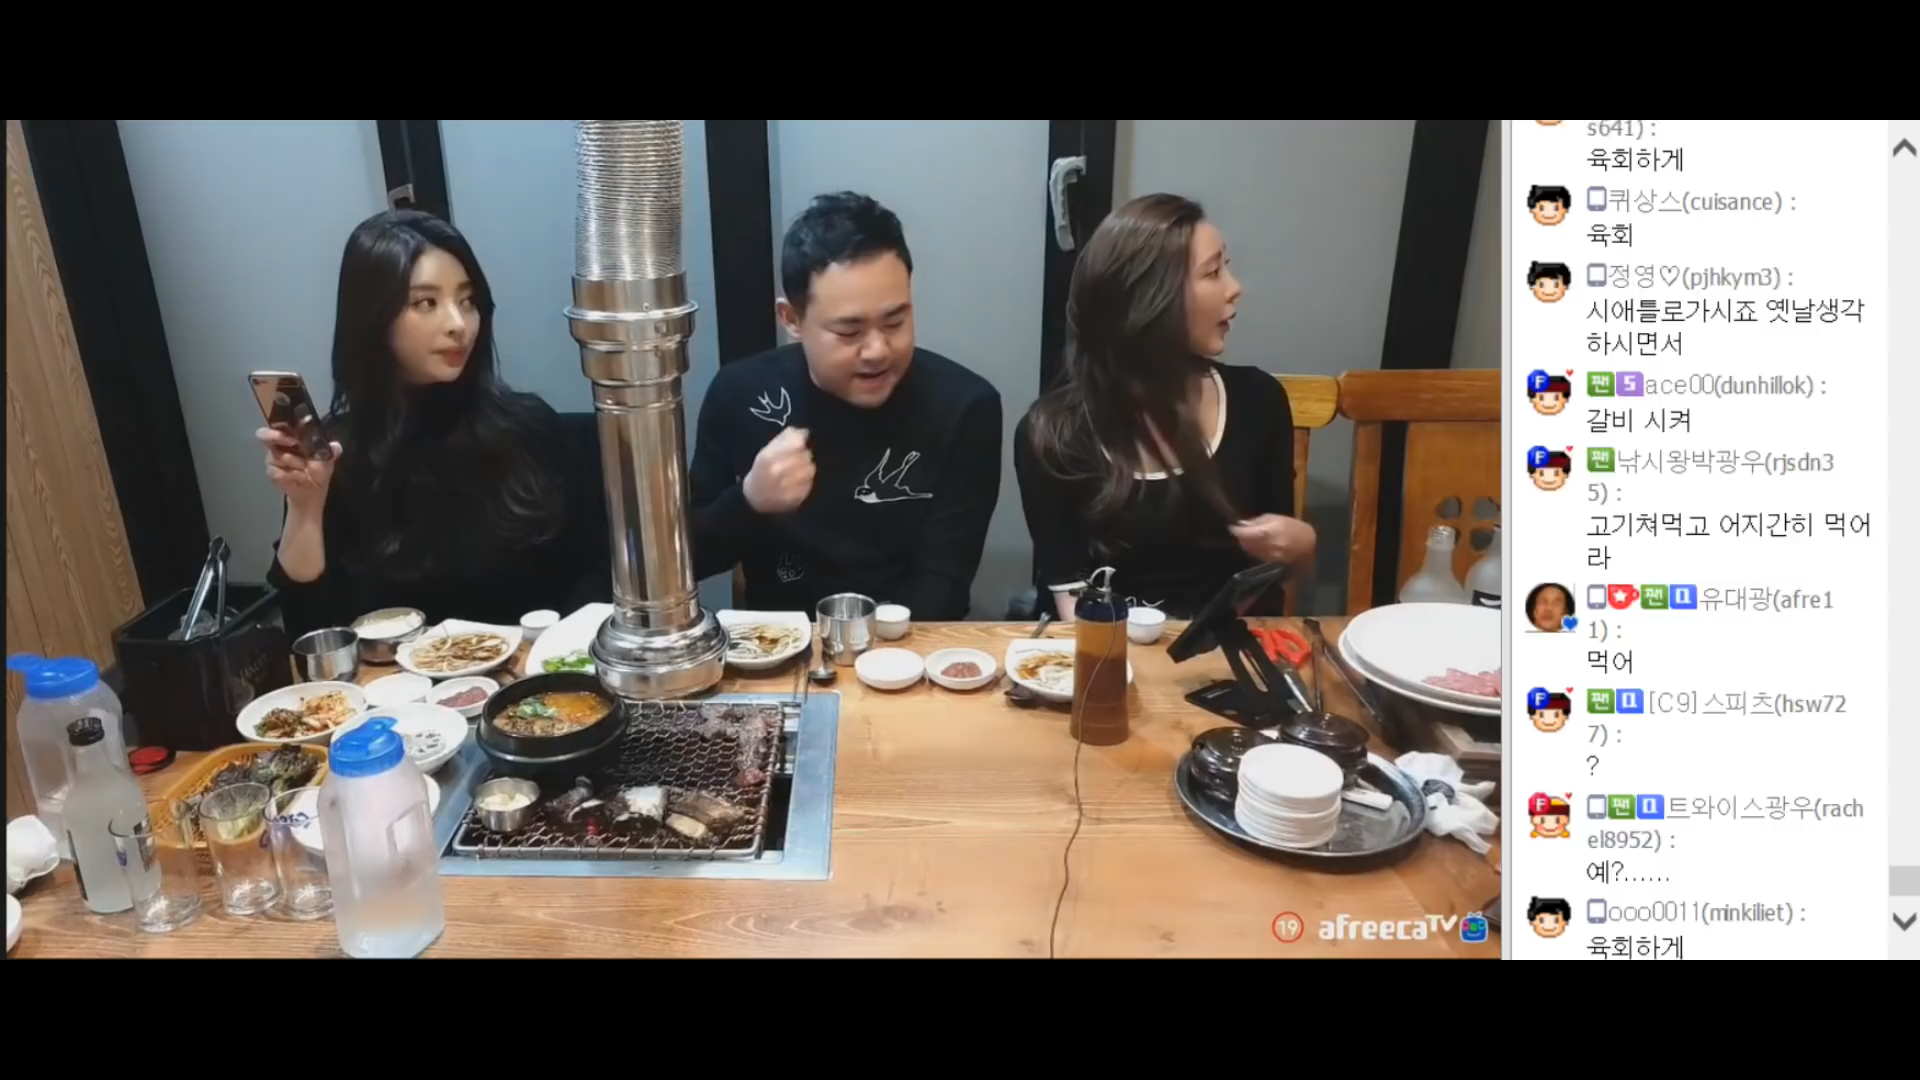 s641) :
육회하게
퀴상스(cuisance) :
육회
정영♡(pjhkym3) :
시애틀로가시죠 옛날생각
하시면서
팬 5 ace00(dunhillok) :
갈비 시켜
팬 낚시왕박광우(rjsdn3
5) :
고기쳐먹고 어지간히 먹어
라
팬 유대광(afre1
1) :
먹어
팬 [C9]스피츠(hsw72
7) :
?
팬 트와이스광우(rach
el8952) :
예?......
ooo0011(minkiliet) :
육회하게
19 afreecaTV